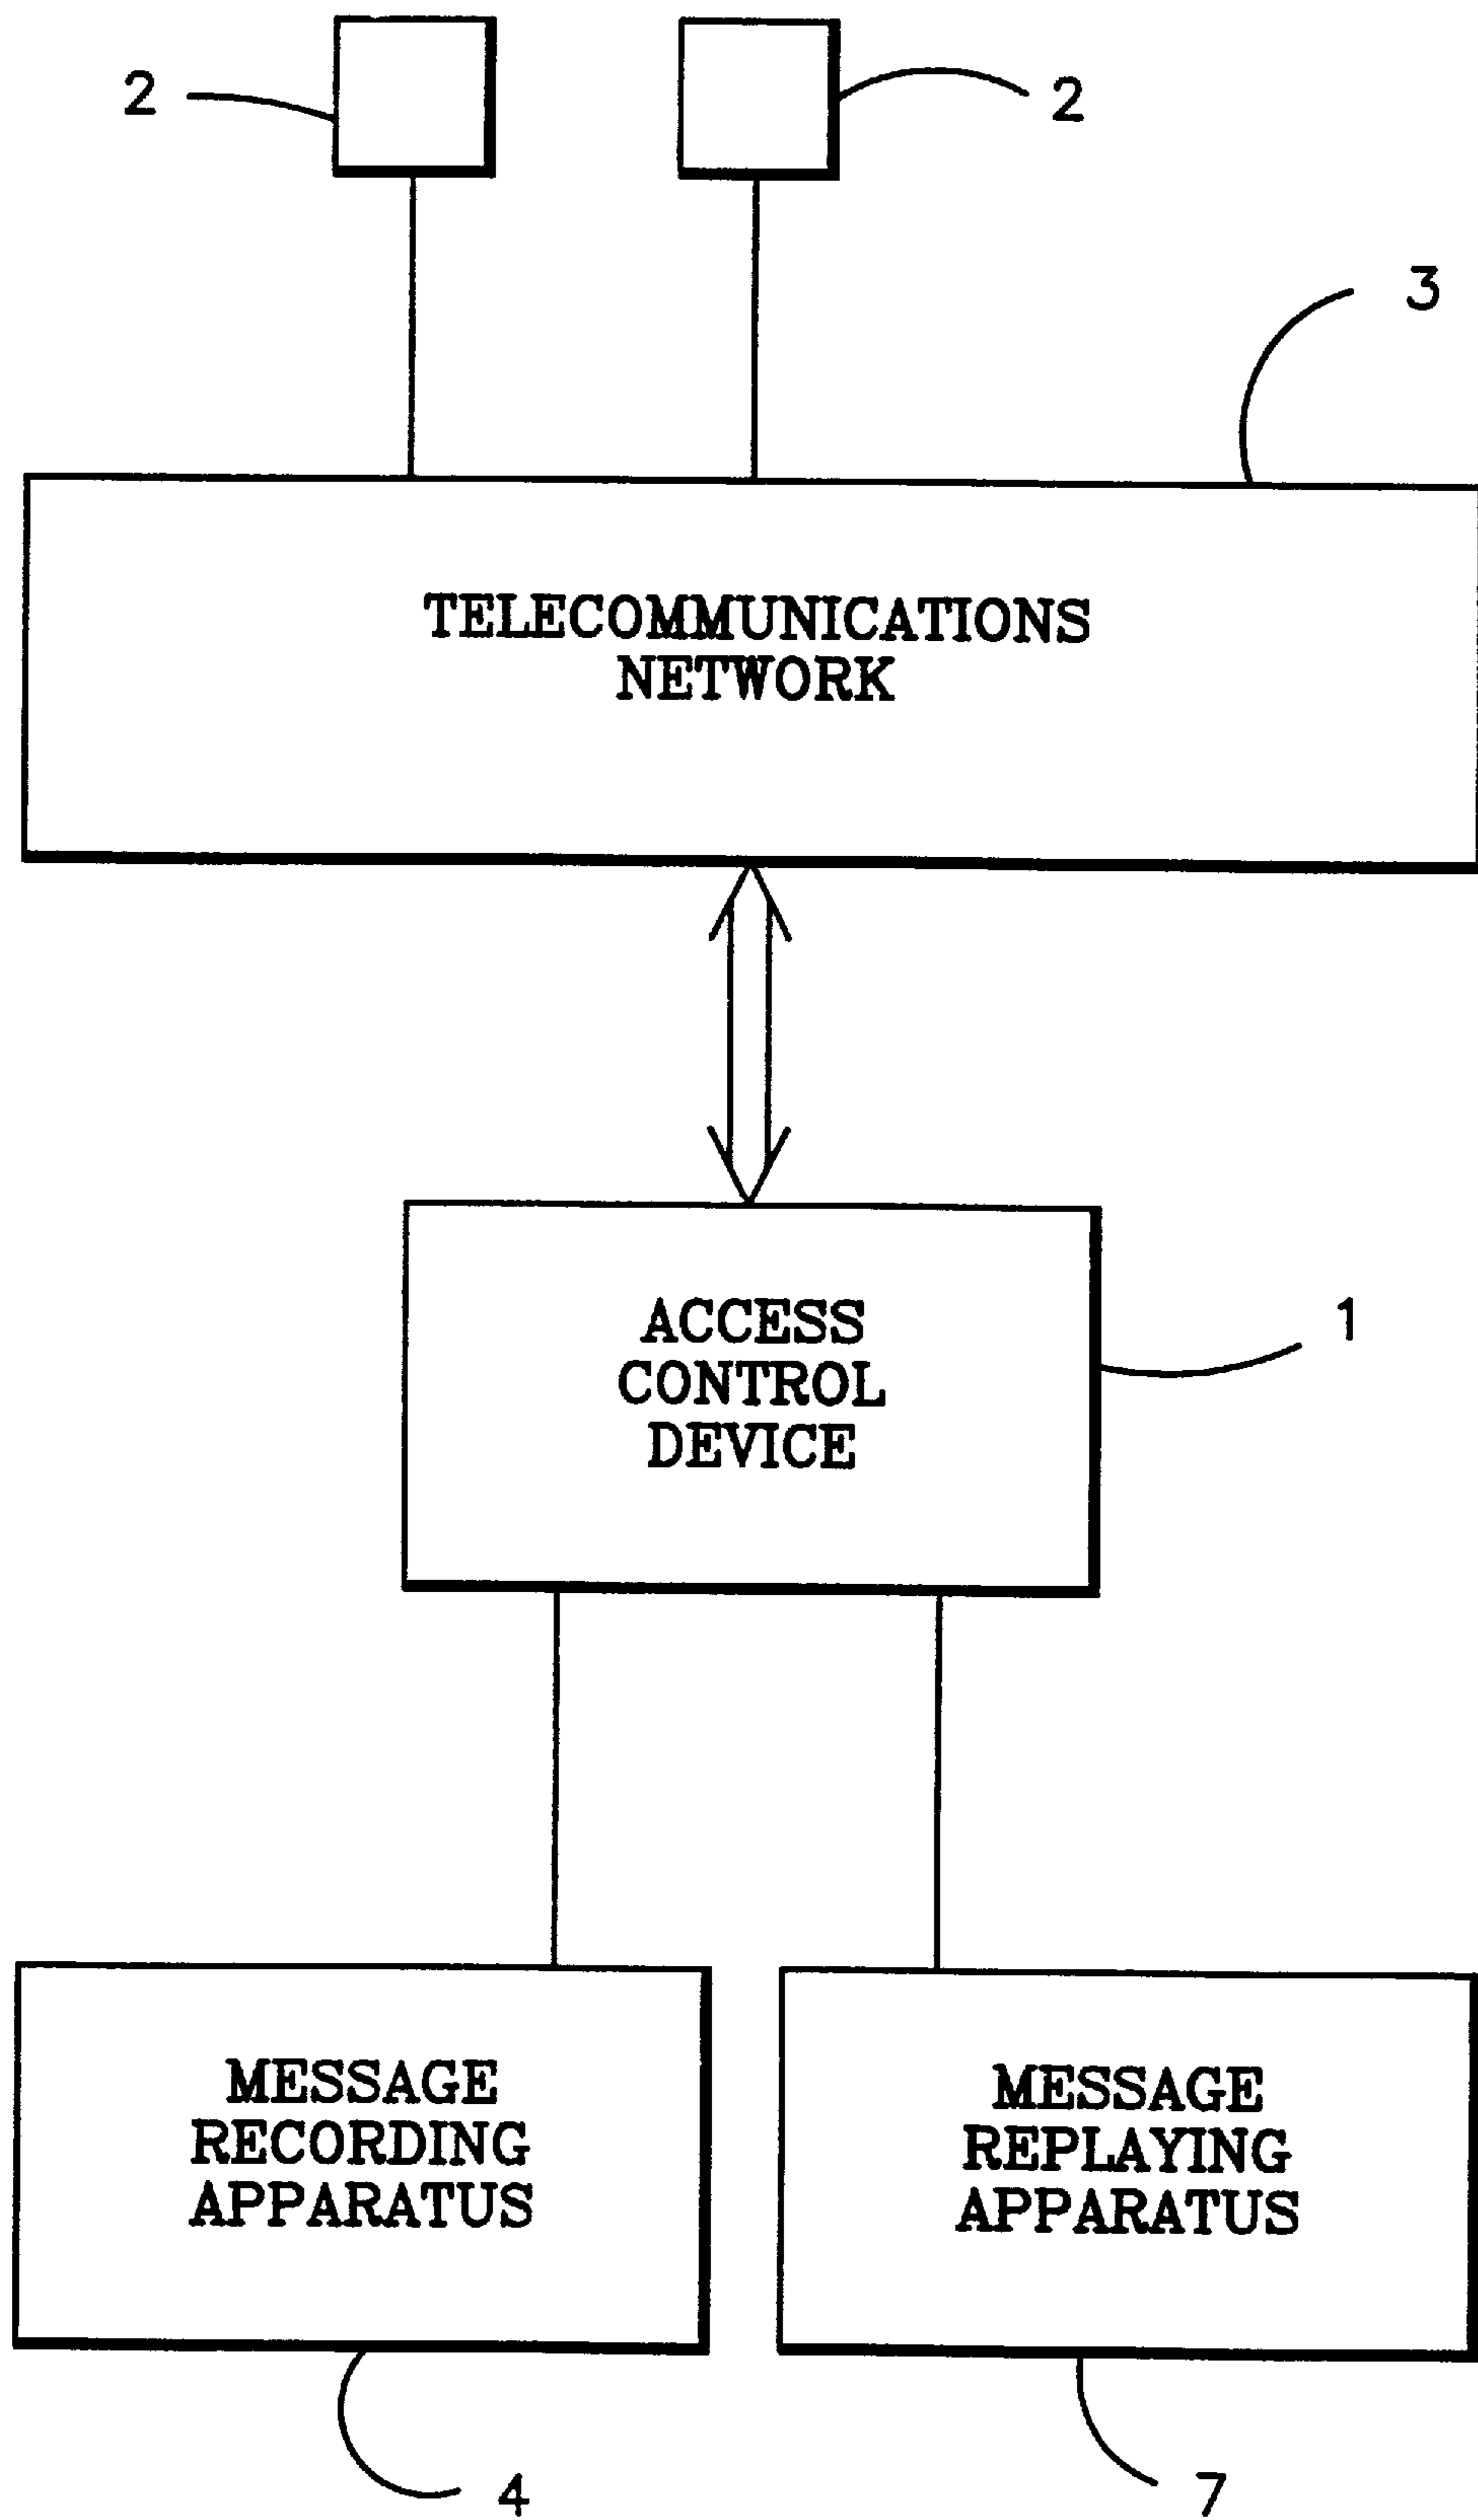 2
2
3
TELECOMMUNICATIONS
NETWORK
ACCESS
CONTROL
DEVICE
1
MESSAGE
RECORDING
APPARATUS
MESSAGE
REPLAYING
APPARATUS
4
7